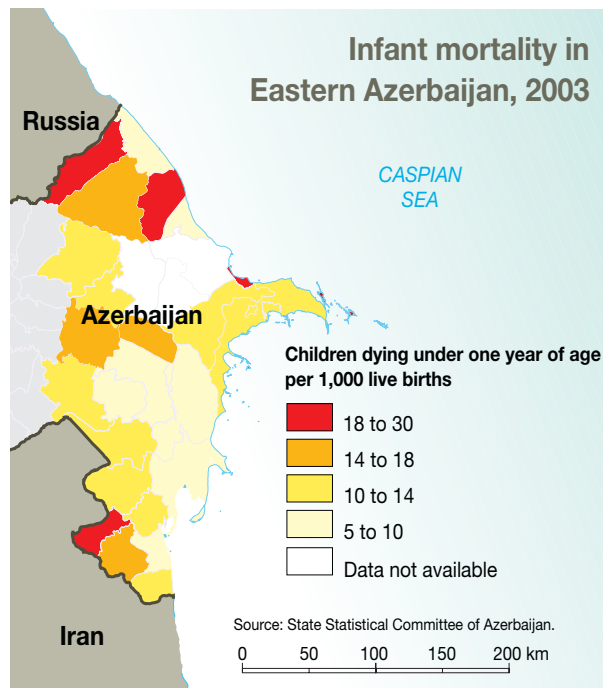 Infant mortality in
Eastern Azerbaijan, 2003
Russia
CASPIAN
SEA
Azerbaijan
Children dying under one year of age
per 1,000 live births
18 to 30
14 to 18
10 to 14
5 to 10
Data not available
Iran
Source: State Statistical Committee of Azerbaijan.
0 50 100 150 200 km